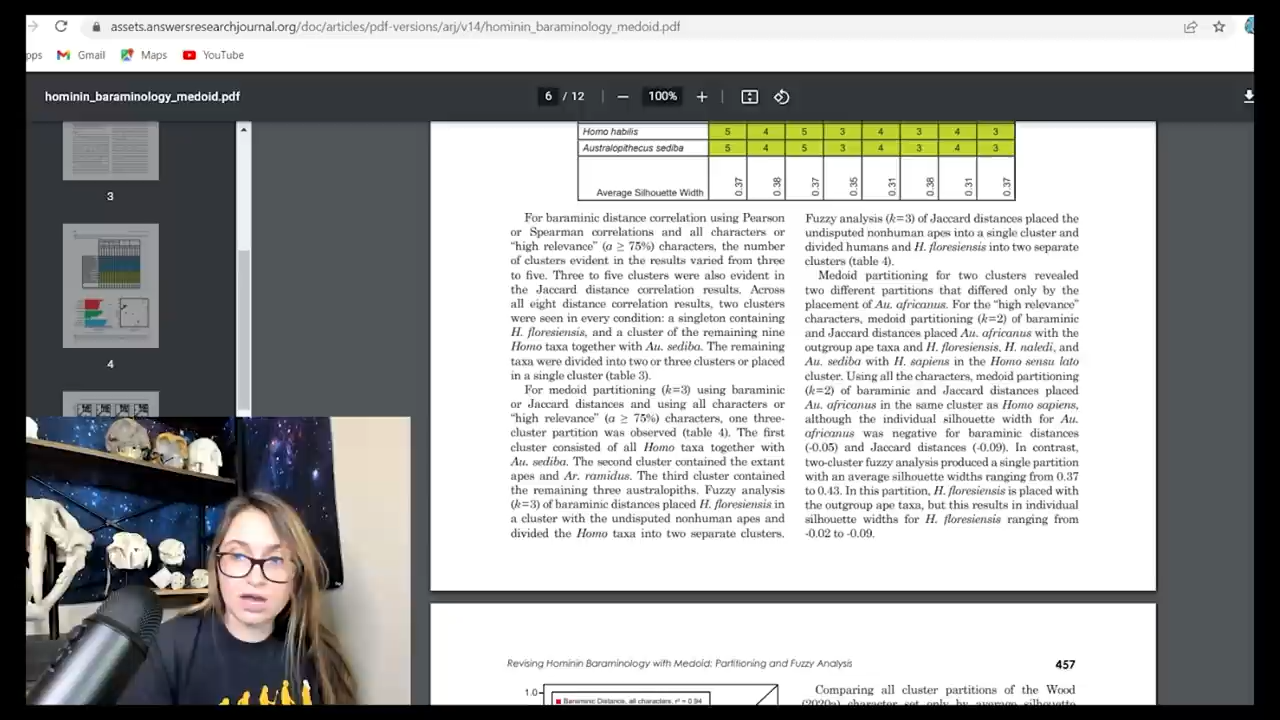 assets.answersresearchjournal.org/doc/articles/pdf-versions/arj/v14/hominin_baraminology_medoid.pdf
pps Gmail Maps YouTube
hominin_baraminology_medoid.pdf 6 / 12 100%
3
4
Homo habilis 5 4 5 3 4 3 4 3
Australopithecus sediba 5 4 5 3 4 3 4 3
Average Silhouette Width 0.37 0.38 0.37 0.35 0.31 0.38 0.31 0.37
For baraminic distance correlation using Pearson
or Spearman correlations and all characters or
“high relevance” (a ≥ 75%) characters, the number
of clusters evident in the results varied from three
to five. Three to five clusters were also evident in
the Jaccard distance correlation results. Across
all eight distance correlation results, two clusters
were seen in every condition: a singleton containing
H. floresiensis, and a cluster of the remaining nine
Homo taxa together with Au. sediba. The remaining
taxa were divided into two or three clusters or placed
in a single cluster (table 3).
For medoid partitioning (k=3) using baraminic
or Jaccard distances and using all characters or
“high relevance” (a ≥ 75%) characters, one three-
cluster partition was observed (table 4). The first
cluster consisted of all Homo taxa together with
Au. sediba. The second cluster contained the extant
apes and Ar. ramidus. The third cluster contained
the remaining three australopiths. Fuzzy analysis
(k=3) of baraminic distances placed H. floresiensis in
a cluster with the undisputed nonhuman apes and
divided the Homo taxa into two separate clusters.
Fuzzy analysis (k=3) of Jaccard distances placed the
undisputed nonhuman apes into a single cluster and
divided humans and H. floresiensis into two separate
clusters (table 4).
Medoid partitioning for two clusters revealed
two different partitions that differed only by the
placement of Au. africanus. For the “high relevance”
characters, medoid partitioning (k=2) of baraminic
and Jaccard distances placed Au. africanus with the
outgroup ape taxa and H. floresiensis, H. naledi, and
Au. sediba with H. sapiens in the Homo sensu lato
cluster. Using all the characters, medoid partitioning
(k=2) of baraminic and Jaccard distances placed
Au. africanus in the same cluster as Homo sapiens,
although the individual silhouette width for Au.
africanus was negative for baraminic distances
(-0.05) and Jaccard distances (-0.09). In contrast,
two-cluster fuzzy analysis produced a single partition
with an average silhouette widths ranging from 0.37
to 0.43. In this partition, H. floresiensis is placed with
the outgroup ape taxa, but this results in individual
silhouette widths for H. floresiensis ranging from
-0.02 to -0.09.
Revising Hominin Baraminology with Medoid: Partitioning and Fuzzy Analysis 457
1.0
Baraminic Distance, all characters, r² = 0.94
Comparing all cluster partitions of the Wood
(2020a) character set only by average silhouette